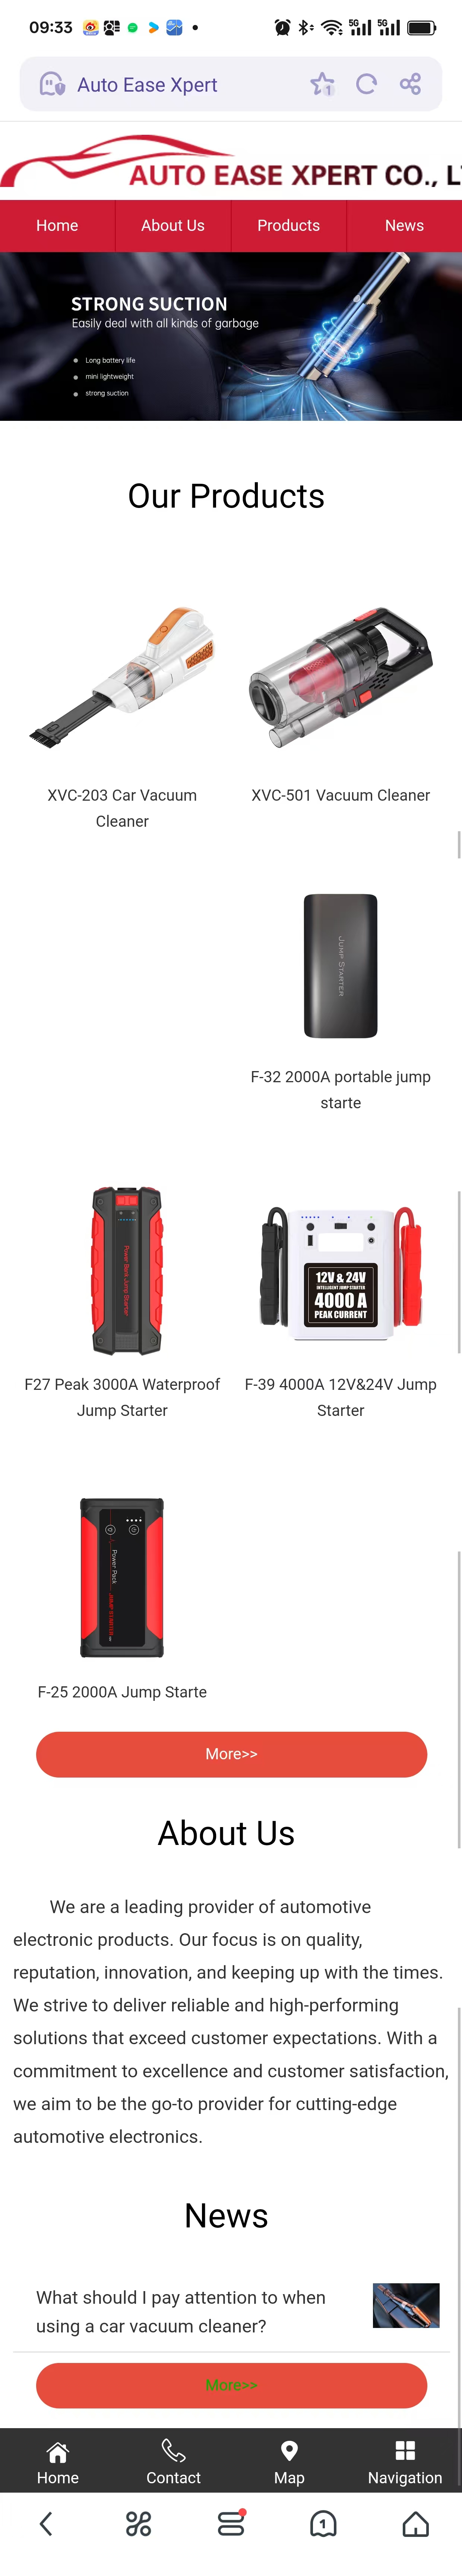 09:33
5G 5G
Auto Ease Xpert
1
AUTO EASE XPERT CO., L
Home About Us Products News
STRONG SUCTION
Easily deal with all kinds of garbage
Long battery life
mini lightweight
strong suction
Our Products
XVC-203 Car Vacuum
Cleaner
XVC-501 Vacuum Cleaner
JUMP STARTER
F-32 2000A portable jump
starte
Power Bank Jump Starter
12V & 24V
INTELLIGENT JUMP STARTER
4000 A
PEAK CURRENT
F27 Peak 3000A Waterproof
Jump Starter
F-39 4000A 12V&24V Jump
Starter
Power Pack
JUMP STARTER
F-25 2000A Jump Starte
More>>
About Us
We are a leading provider of automotive
electronic products. Our focus is on quality,
reputation, innovation, and keeping up with the times.
We strive to deliver reliable and high-performing
solutions that exceed customer expectations. With a
commitment to excellence and customer satisfaction,
we aim to be the go-to provider for cutting-edge
automotive electronics.
News
What should I pay attention to when
using a car vacuum cleaner?
More>>
Home Contact Map Navigation
1